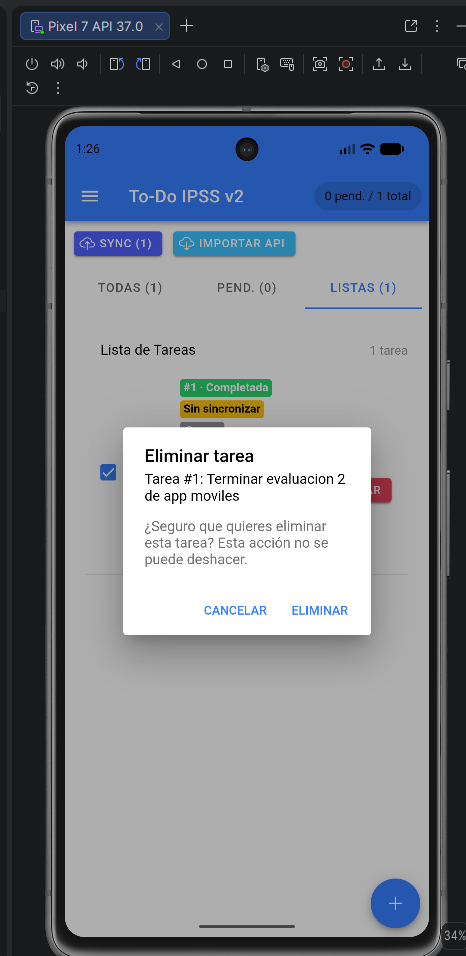 Pixel 7 API 37.0
1:26
To-Do IPSS v2
0 pend. / 1 total
SYNC (1)
IMPORTAR API
TODAS (1)
PEND. (0)
LISTAS (1)
Lista de Tareas
1 tarea
#1 · Completada
Sin sincronizar
Eliminar tarea
Tarea #1: Terminar evaluacion 2
de app moviles
¿Seguro que quieres eliminar
esta tarea? Esta acción no se
puede deshacer.
CANCELAR
ELIMINAR
34%